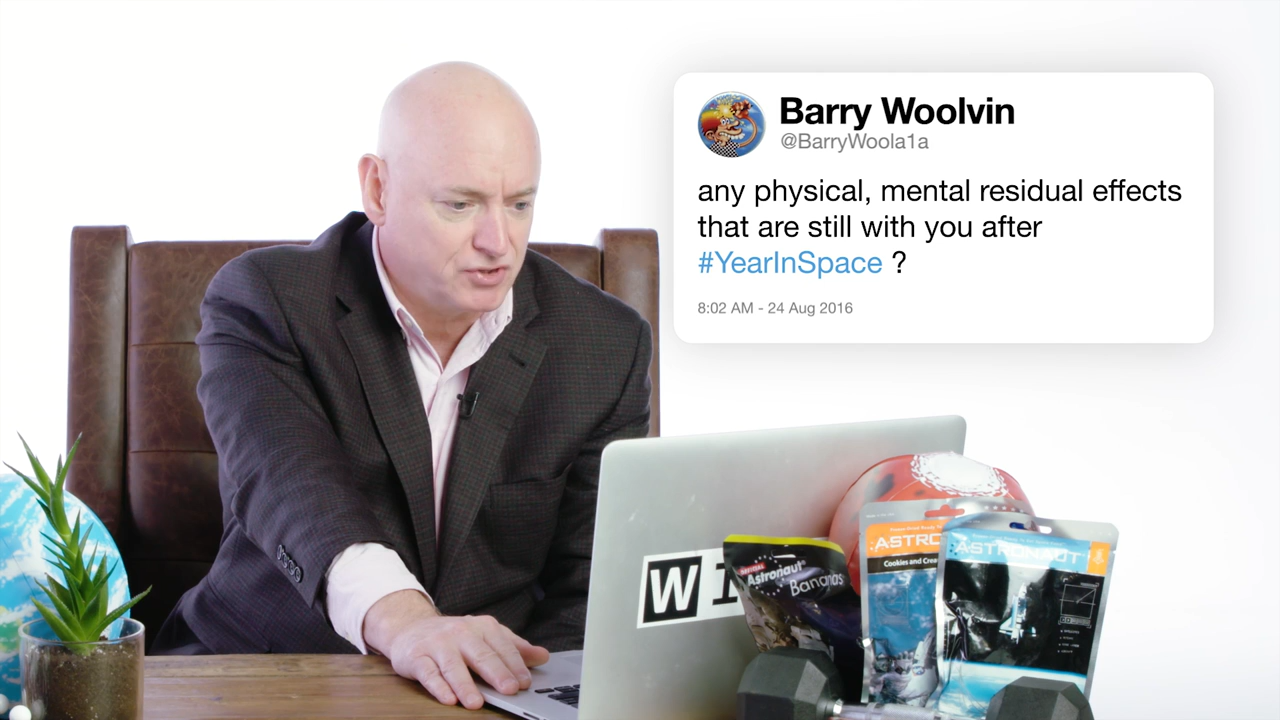 Barry Woolvin
@BarryWoola1a
any physical, mental residual effects
that are still with you after
#YearInSpace ?
8:02 AM - 24 Aug 2016
W
Astronaut
Bananas
ASTRO
Cookies and Crea
ASTRONAUT